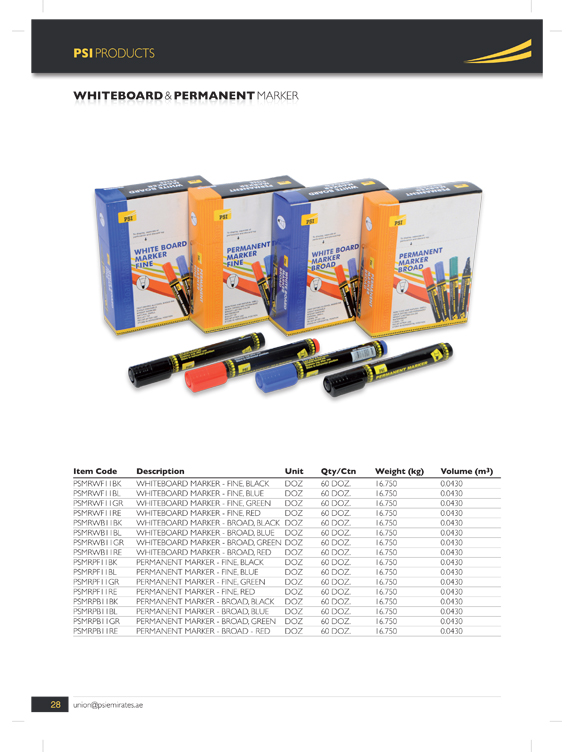 PSI PRODUCTS
WHITEBOARD & PERMANENT MARKER
PSI
WHITE BOARD
MARKER
FINE
PSI
PERMANENT
MARKER
FINE
PSI
WHITE BOARD
MARKER
BROAD
PSI
PERMANENT
MARKER
BROAD
PERMANENT MARKER
Item Code Description Unit Qty/Ctn Weight (kg) Volume (m³)
PSMRWF11BK WHITEBOARD MARKER - FINE, BLACK DOZ 60 DOZ. 16.750 0.0430
PSMRWF11BL WHITEBOARD MARKER - FINE, BLUE DOZ 60 DOZ. 16.750 0.0430
PSMRWF11GR WHITEBOARD MARKER - FINE, GREEN DOZ 60 DOZ. 16.750 0.0430
PSMRWF11RE WHITEBOARD MARKER - FINE, RED DOZ 60 DOZ. 16.750 0.0430
PSMRWB11BK WHITEBOARD MARKER - BROAD, BLACK DOZ 60 DOZ. 16.750 0.0430
PSMRWB11BL WHITEBOARD MARKER - BROAD, BLUE DOZ 60 DOZ. 16.750 0.0430
PSMRWB11GR WHITEBOARD MARKER - BROAD, GREEN DOZ 60 DOZ. 16.750 0.0430
PSMRWB11RE WHITEBOARD MARKER - BROAD, RED DOZ 60 DOZ. 16.750 0.0430
PSMRPF11BK PERMANENT MARKER - FINE, BLACK DOZ 60 DOZ. 16.750 0.0430
PSMRPF11BL PERMANENT MARKER - FINE, BLUE DOZ 60 DOZ. 16.750 0.0430
PSMRPF11GR PERMANENT MARKER - FINE, GREEN DOZ 60 DOZ. 16.750 0.0430
PSMRPF11RE PERMANENT MARKER - FINE, RED DOZ 60 DOZ. 16.750 0.0430
PSMRPB11BK PERMANENT MARKER - BROAD, BLACK DOZ 60 DOZ. 16.750 0.0430
PSMRPB11BL PERMANENT MARKER - BROAD, BLUE DOZ 60 DOZ. 16.750 0.0430
PSMRPB11GR PERMANENT MARKER - BROAD, GREEN DOZ 60 DOZ. 16.750 0.0430
PSMRPB11RE PERMANENT MARKER - BROAD - RED DOZ 60 DOZ. 16.750 0.0430
28 union@psiemirates.ae